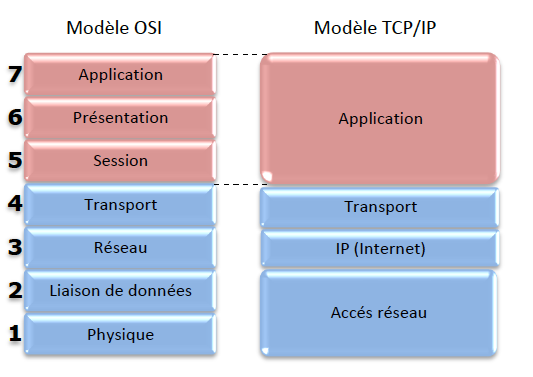 Modèle OSI
Modèle TCP/IP
7 Application
6 Présentation
5 Session
4 Transport
3 Réseau
2 Liaison de données
1 Physique
Application
Transport
IP (Internet)
Accés réseau